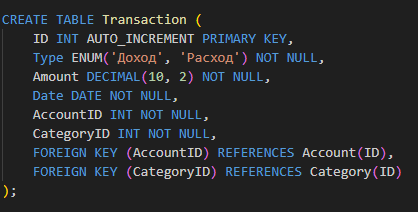 CREATE TABLE Transaction (
ID INT AUTO_INCREMENT PRIMARY KEY,
Type ENUM('Доход', 'Расход') NOT NULL,
Amount DECIMAL(10, 2) NOT NULL,
Date DATE NOT NULL,
AccountID INT NOT NULL,
CategoryID INT NOT NULL,
FOREIGN KEY (AccountID) REFERENCES Account(ID),
FOREIGN KEY (CategoryID) REFERENCES Category(ID)
);